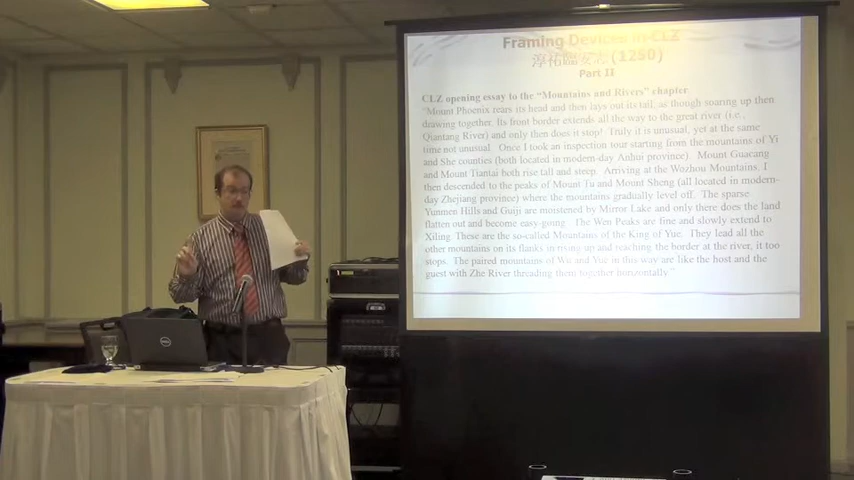 Framing Devices in CLZ
淳祐臨安志 (1250)
Part II
CLZ opening essay to the “Mountains and Rivers” chapter
"Mount Phoenix rears its head and then lays out its tail, as though soaring up then
drawing together. Its front border extends all the way to the great river (i.e.,
Qiantang River) and only then does it stop! Truly it is unusual, yet at the same
time not unusual. Once I took an inspection tour starting from the mountains of Yi
and She counties (both located in modern-day Anhui province). Mount Guacang
and Mount Tiantai both rise tall and steep. Arriving at the Wozhou Mountains, I
then descended to the peaks of Mount Tu and Mount Sheng (all located in modern-
day Zhejiang province) where the mountains gradually level off. The sparse
Yunmen Hills and Guiji are moistened by Mirror Lake and only there does the land
flatten out and become easy-going. The Wen Peaks are fine and slowly extend to
Xiling. These are the so-called Mountains of the King of Yue. They lead all the
other mountains on its flanks in rising up and reaching the border at the river, it too
stops. The paired mountains of Wu and Yue in this way are like the host and the
guest with Zhe River threading them together horizontally."
DELL